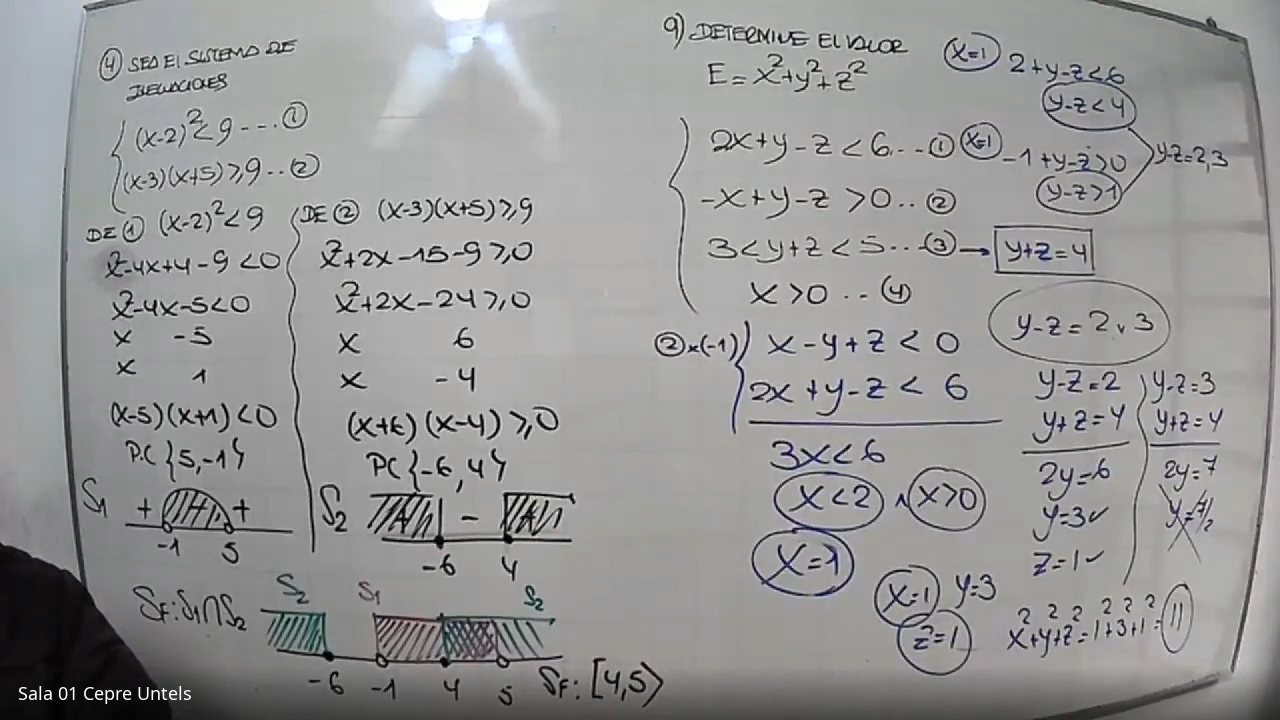 ④ SEA El SISTEMA DE
INECUACIONES
(x-2)²<9 --- ①
(x-3)(x+5)≥9 .. ②
DE ① (x-2)²<9
x²-4x+4-9<0
x²-4x-5<0
x -5
x 1
(x-5)(x+1)<0
P.C {5,-1}
S₁ + - +
-1 5
DE ② (x-3)(x+5)≥9
x²+2x-15-9≥0
x²+2x-24≥0
x 6
x -4
(x+6)(x-4)≥0
PC {-6,4}
S₂ + - +
-6 4
SF: S₁∩S₂
S₂ S₁ S₂
-6 -1 4 5
SF: [4,5⟩
9) DETERMINE El VALOR
E = x²+y²+z²
2x+y-z<6 ... ①
-x+y-z>0 .. ②
3<y+z<5 ... ③ → y+z=4
x>0 .. ④
x=1 2+y-z<6
y-z<4
x=1 -1+y-z>0
y-z>1
y-z=2,3
②x(-1) x-y+z<0
2x+y-z<6
3x<6
x<2 ∧ x>0
x=1
y-z=2 ∨ 3
y-z=2
y+z=4
2y=6
y=3 ✓
z=1 ✓
y-z=3
y+z=4
2y=7
y=7/2
x=1 y=3
z=1
x²+y²+z²=1²+3²+1²=11
Sala 01 Cepre Untels